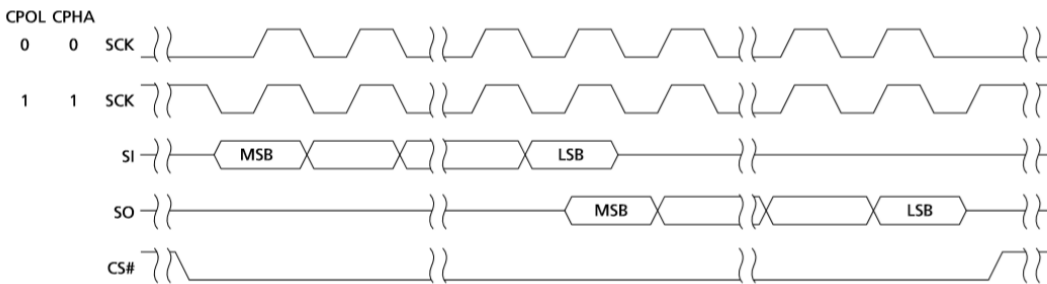 CPOL CPHA
0 0 SCK
1 1 SCK
SI MSB LSB
SO MSB LSB
CS#